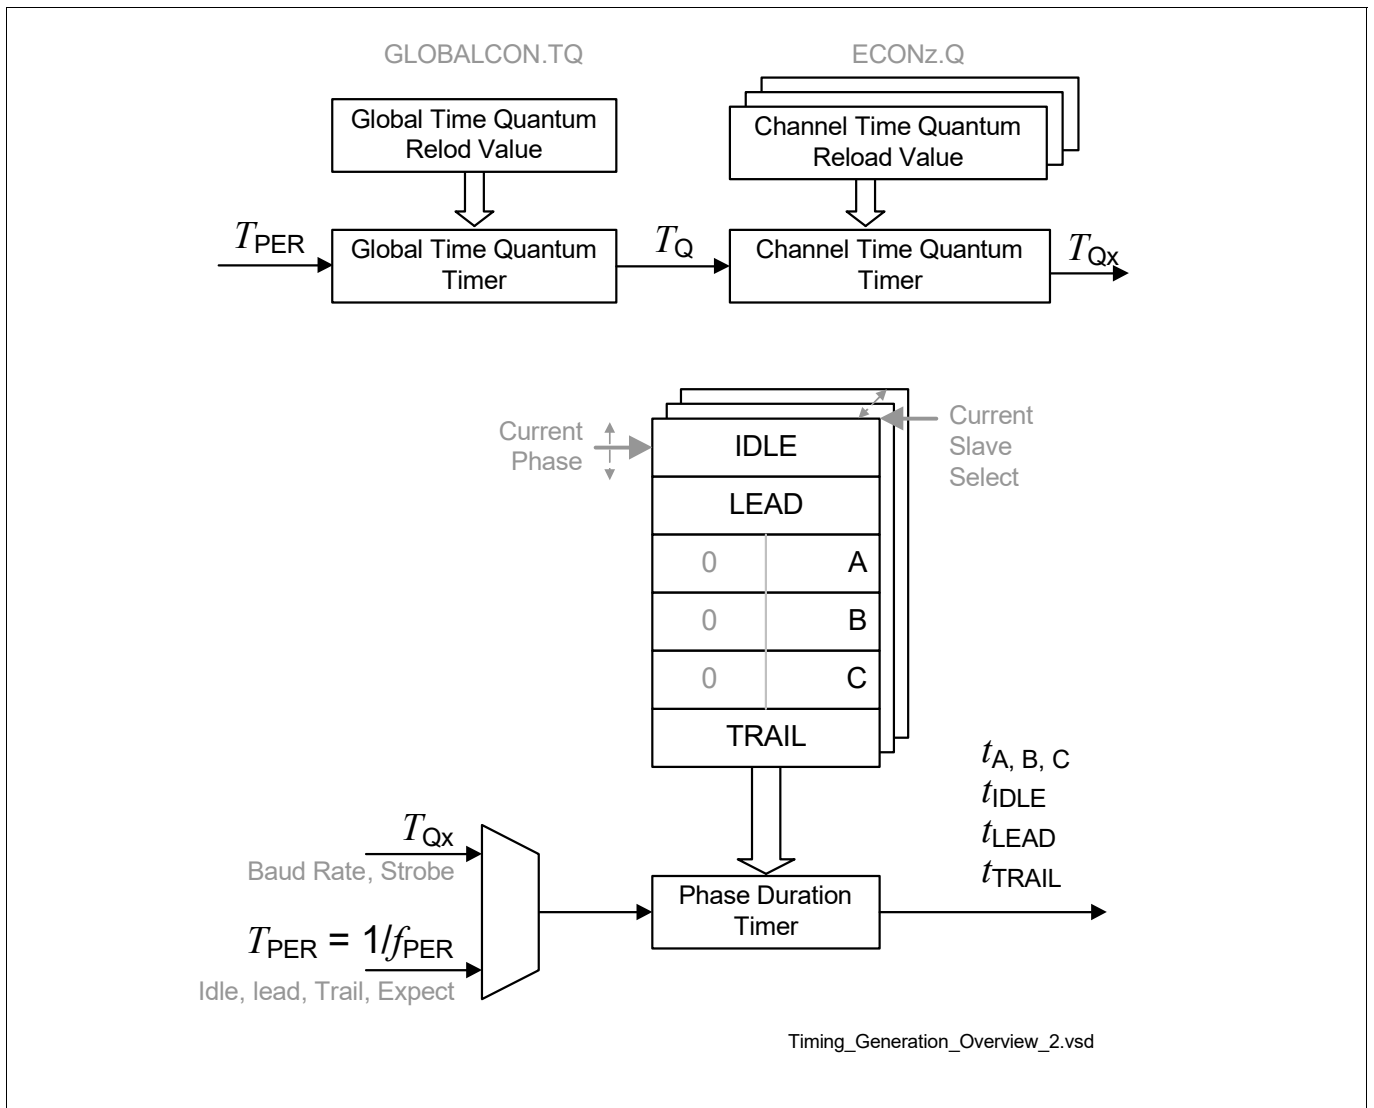 GLOBALCON.TQ
ECONz.Q
Global Time Quantum
Relod Value
Channel Time Quantum
Reload Value
TPER
Global Time Quantum
Timer
TQ
Channel Time Quantum
Timer
TQx
Current
Phase
IDLE
Current
Slave
Select
LEAD
0 A
0 B
0 C
TRAIL
tA, B, C
tIDLE
tLEAD
tTRAIL
TQx
Baud Rate, Strobe
TPER = 1/fPER
Idle, lead, Trail, Expect
Phase Duration
Timer
Timing_Generation_Overview_2.vsd